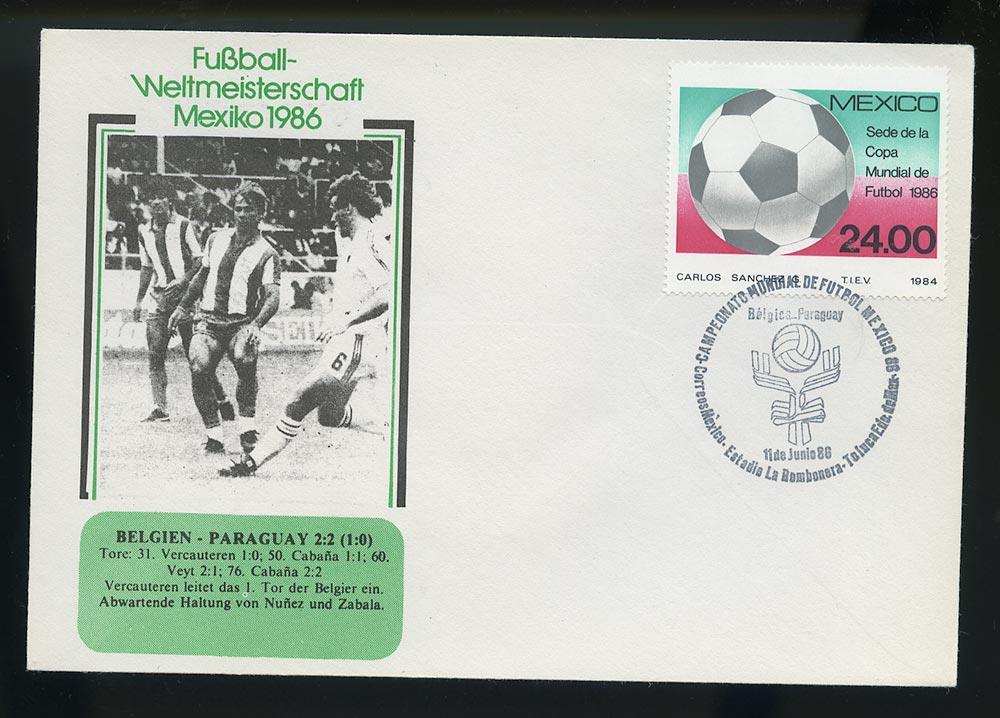 Fußball-
Weltmeisterschaft
Mexiko 1986
6
BELGIEN - PARAGUAY 2:2 (1:0)
Tore: 31. Vercauteren 1:0; 50. Cabaña 1:1; 60.
Veyt 2:1; 76. Cabaña 2:2
Vercauteren leitet das 1. Tor der Belgier ein.
Abwartende Haltung von Nuñez und Zabala.
MEXICO
Sede de la
Copa
Mundial de
Futbol 1986
24.00
CARLOS SANCHEZ G. T.I.E.V. 1984
CAMPEONATO MUNDIAL DE FUTBOL MEXICO 86
Bélgica-Paraguay
11 de Junio 86
Correos México - Estadio La Bombonera - Toluca Edo. de Mex.